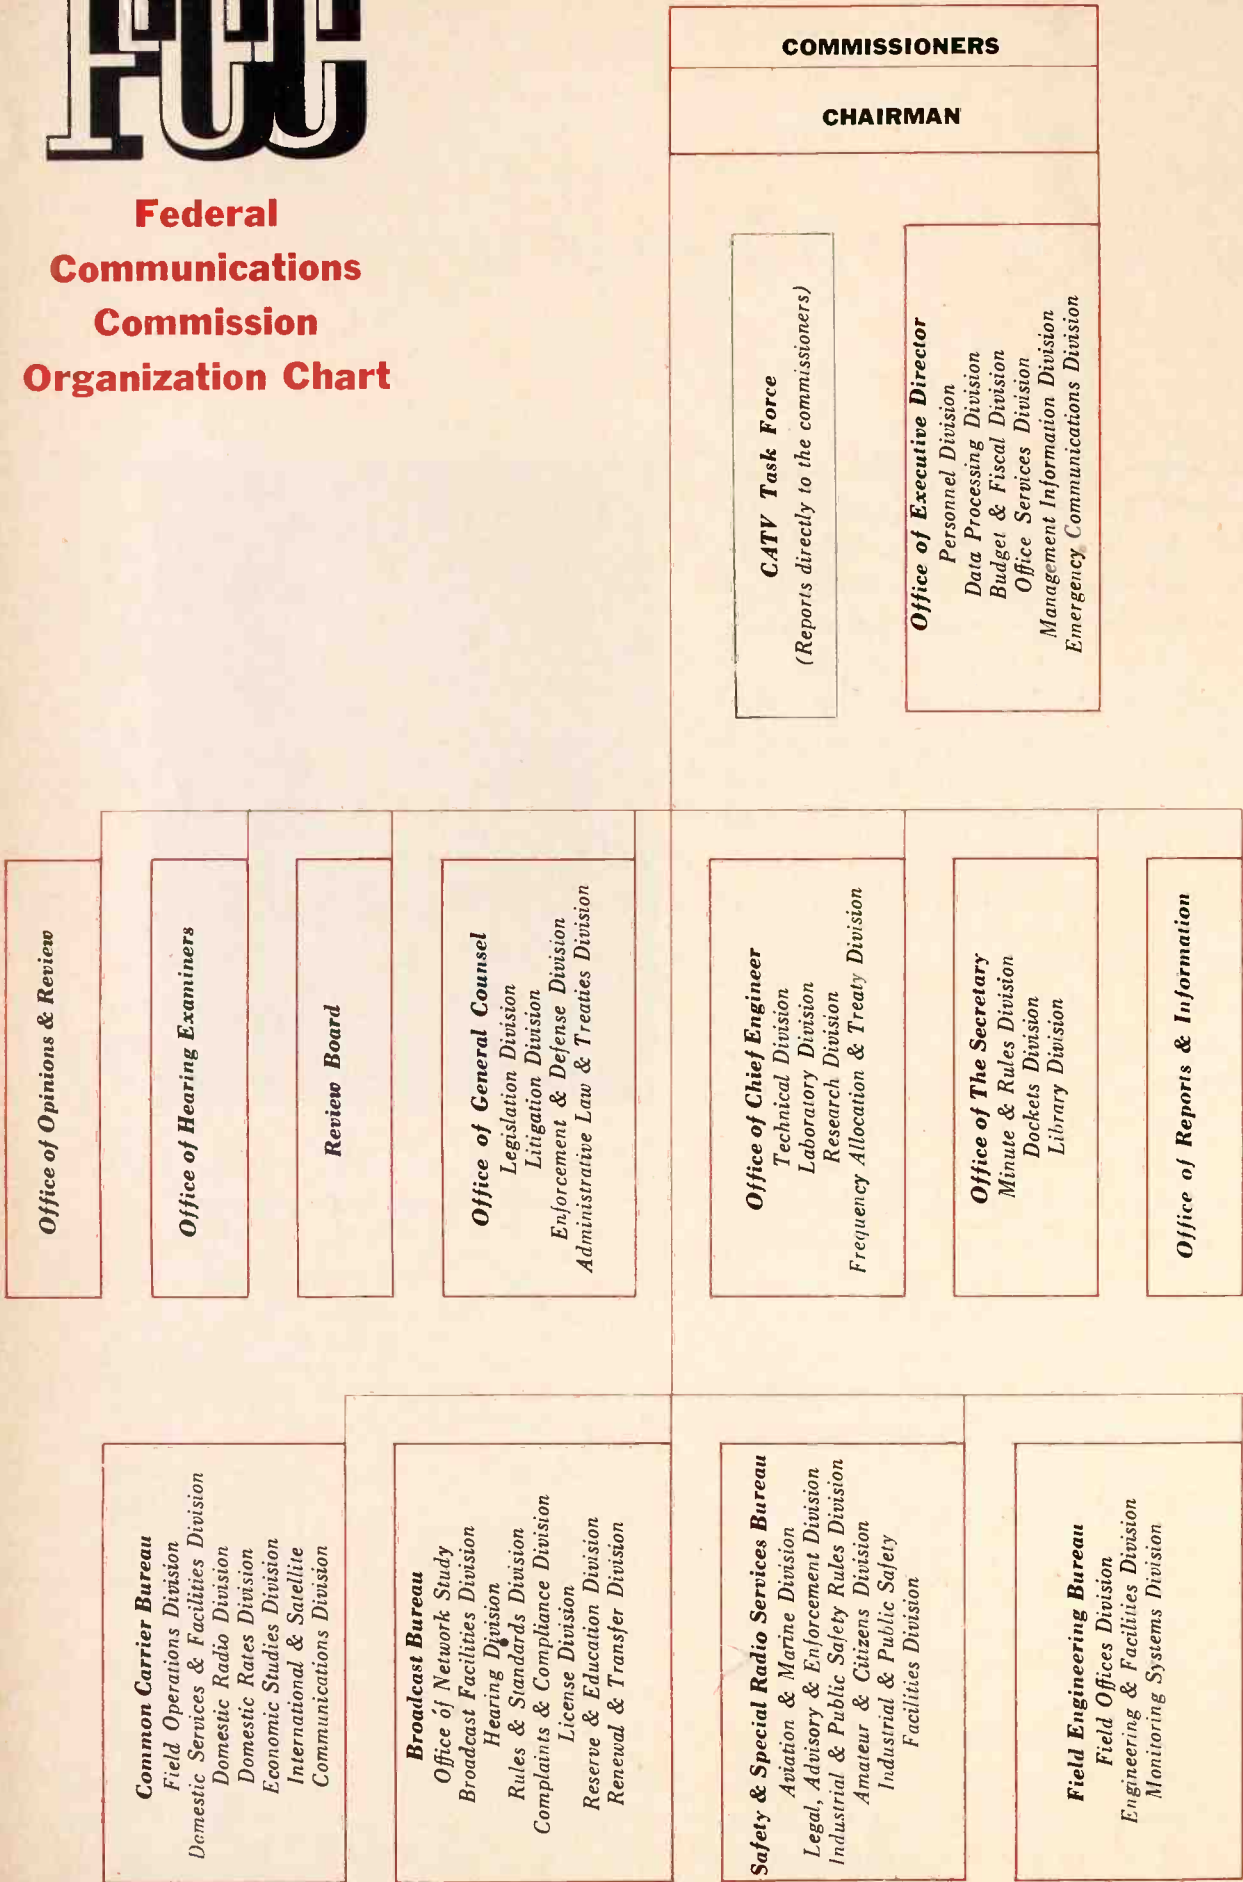 FCC
Federal
Communications
Commission
Organization Chart
COMMISSIONERS
CHAIRMAN
CATV Task Force
(Reports directly to the commissioners)
Office of Executive Director
Personnel Division
Data Processing Division
Budget & Fiscal Division
Office Services Division
Management Information Division
Emergency Communications Division
Office of Opinions & Review
Office of Hearing Examiners
Review Board
Office of General Counsel
Legislation Division
Litigation Division
Enforcement & Defense Division
Administrative Law & Treaties Division
Office of Chief Engineer
Technical Division
Laboratory Division
Research Division
Frequency Allocation & Treaty Division
Office of The Secretary
Minute & Rules Division
Dockets Division
Library Division
Office of Reports & Information
Common Carrier Bureau
Field Operations Division
Domestic Services & Facilities Division
Domestic Radio Division
Domestic Rates Division
Economic Studies Division
International & Satellite
Communications Division
Broadcast Bureau
Office of Network Study
Broadcast Facilities Division
Hearing Division
Rules & Standards Division
Complaints & Compliance Division
License Division
Reserve & Education Division
Renewal & Transfer Division
Safety & Special Radio Services Bureau
Aviation & Marine Division
Legal, Advisory & Enforcement Division
Industrial & Public Safety Rules Division
Amateur & Citizens Division
Industrial & Public Safety
Facilities Division
Field Engineering Bureau
Field Offices Division
Engineering & Facilities Division
Monitoring Systems Division